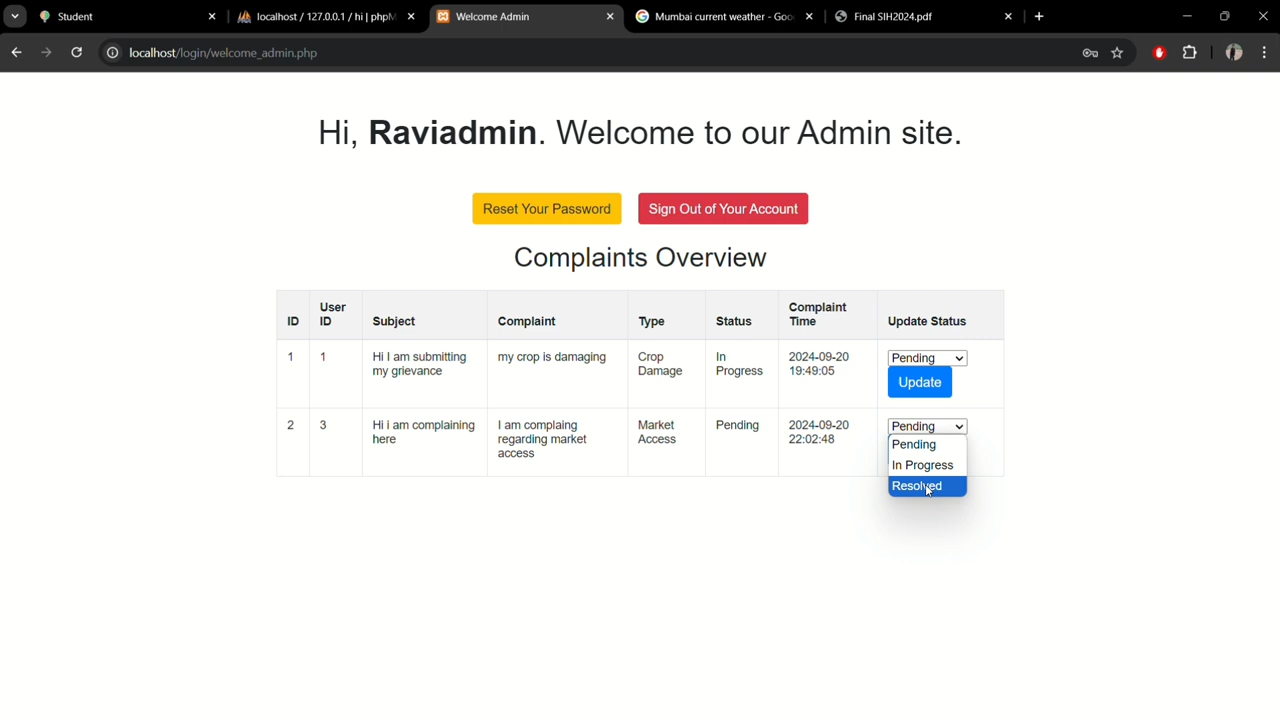 Student
localhost / 127.0.0.1 / hi | phpM
Welcome Admin
Mumbai current weather - Goo
Final SIH2024.pdf
localhost/login/welcome_admin.php
Hi, Raviadmin. Welcome to our Admin site.
Reset Your Password
Sign Out of Your Account
Complaints Overview
ID
User
ID
Subject
Complaint
Type
Status
Complaint
Time
Update Status
1
1
Hi I am submitting
my grievance
my crop is damaging
Crop
Damage
In
Progress
2024-09-20
19:49:05
Pending
Update
2
3
Hi i am complaining
here
I am complaing
regarding market
access
Market
Access
Pending
2024-09-20
22:02:48
Pending
Pending
In Progress
Resolved